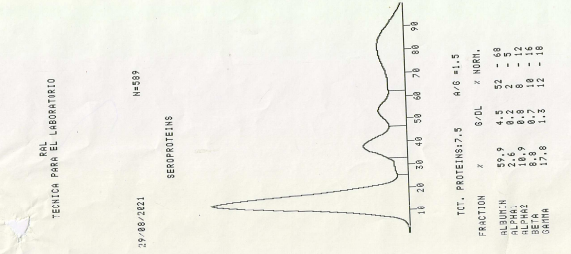 RAL
TECNICA PARA EL LABORATORIO
29/08/2021 N=589
SEROPROTEINS
10 20 30 40 50 60 70 80 90
TOT. PROTEINS:7.5 A/G =1.5
FRACTION % G/DL % NORM.
ALBUMIN 59.9 4.5 52 - 68
ALPHA1 2.6 0.2 2 - 5
ALPHA2 10.9 0.8 8 - 12
BETA 8.8 0.7 10 - 16
GAMMA 17.8 1.3 12 - 18